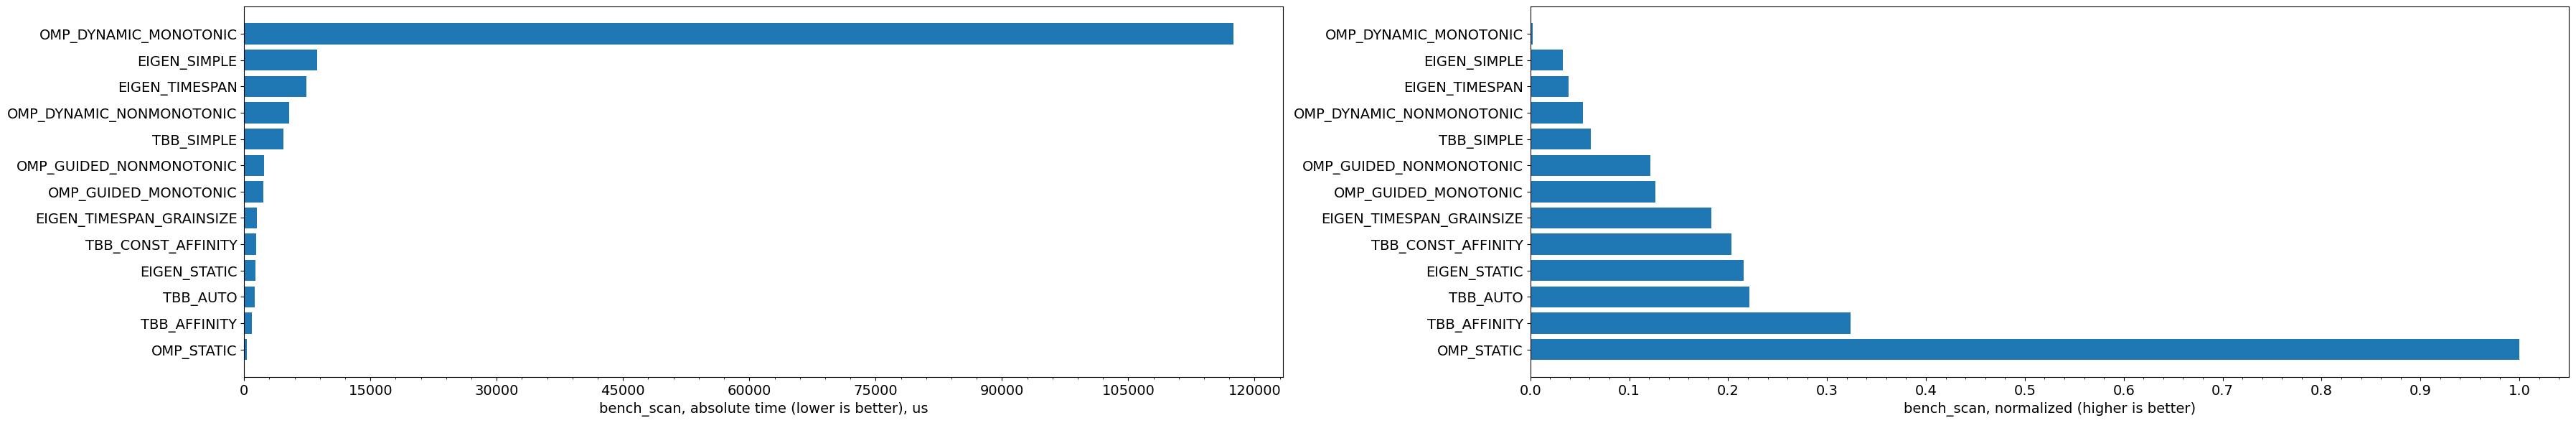 OMP_DYNAMIC_MONOTONIC
EIGEN_SIMPLE
EIGEN_TIMESPAN
OMP_DYNAMIC_NONMONOTONIC
TBB_SIMPLE
OMP_GUIDED_NONMONOTONIC
OMP_GUIDED_MONOTONIC
EIGEN_TIMESPAN_GRAINSIZE
TBB_CONST_AFFINITY
EIGEN_STATIC
TBB_AUTO
TBB_AFFINITY
OMP_STATIC
0 15000 30000 45000 60000 75000 90000 105000 120000
bench_scan, absolute time (lower is better), us
OMP_DYNAMIC_MONOTONIC
EIGEN_SIMPLE
EIGEN_TIMESPAN
OMP_DYNAMIC_NONMONOTONIC
TBB_SIMPLE
OMP_GUIDED_NONMONOTONIC
OMP_GUIDED_MONOTONIC
EIGEN_TIMESPAN_GRAINSIZE
TBB_CONST_AFFINITY
EIGEN_STATIC
TBB_AUTO
TBB_AFFINITY
OMP_STATIC
0.0 0.1 0.2 0.3 0.4 0.5 0.6 0.7 0.8 0.9 1.0
bench_scan, normalized (higher is better)